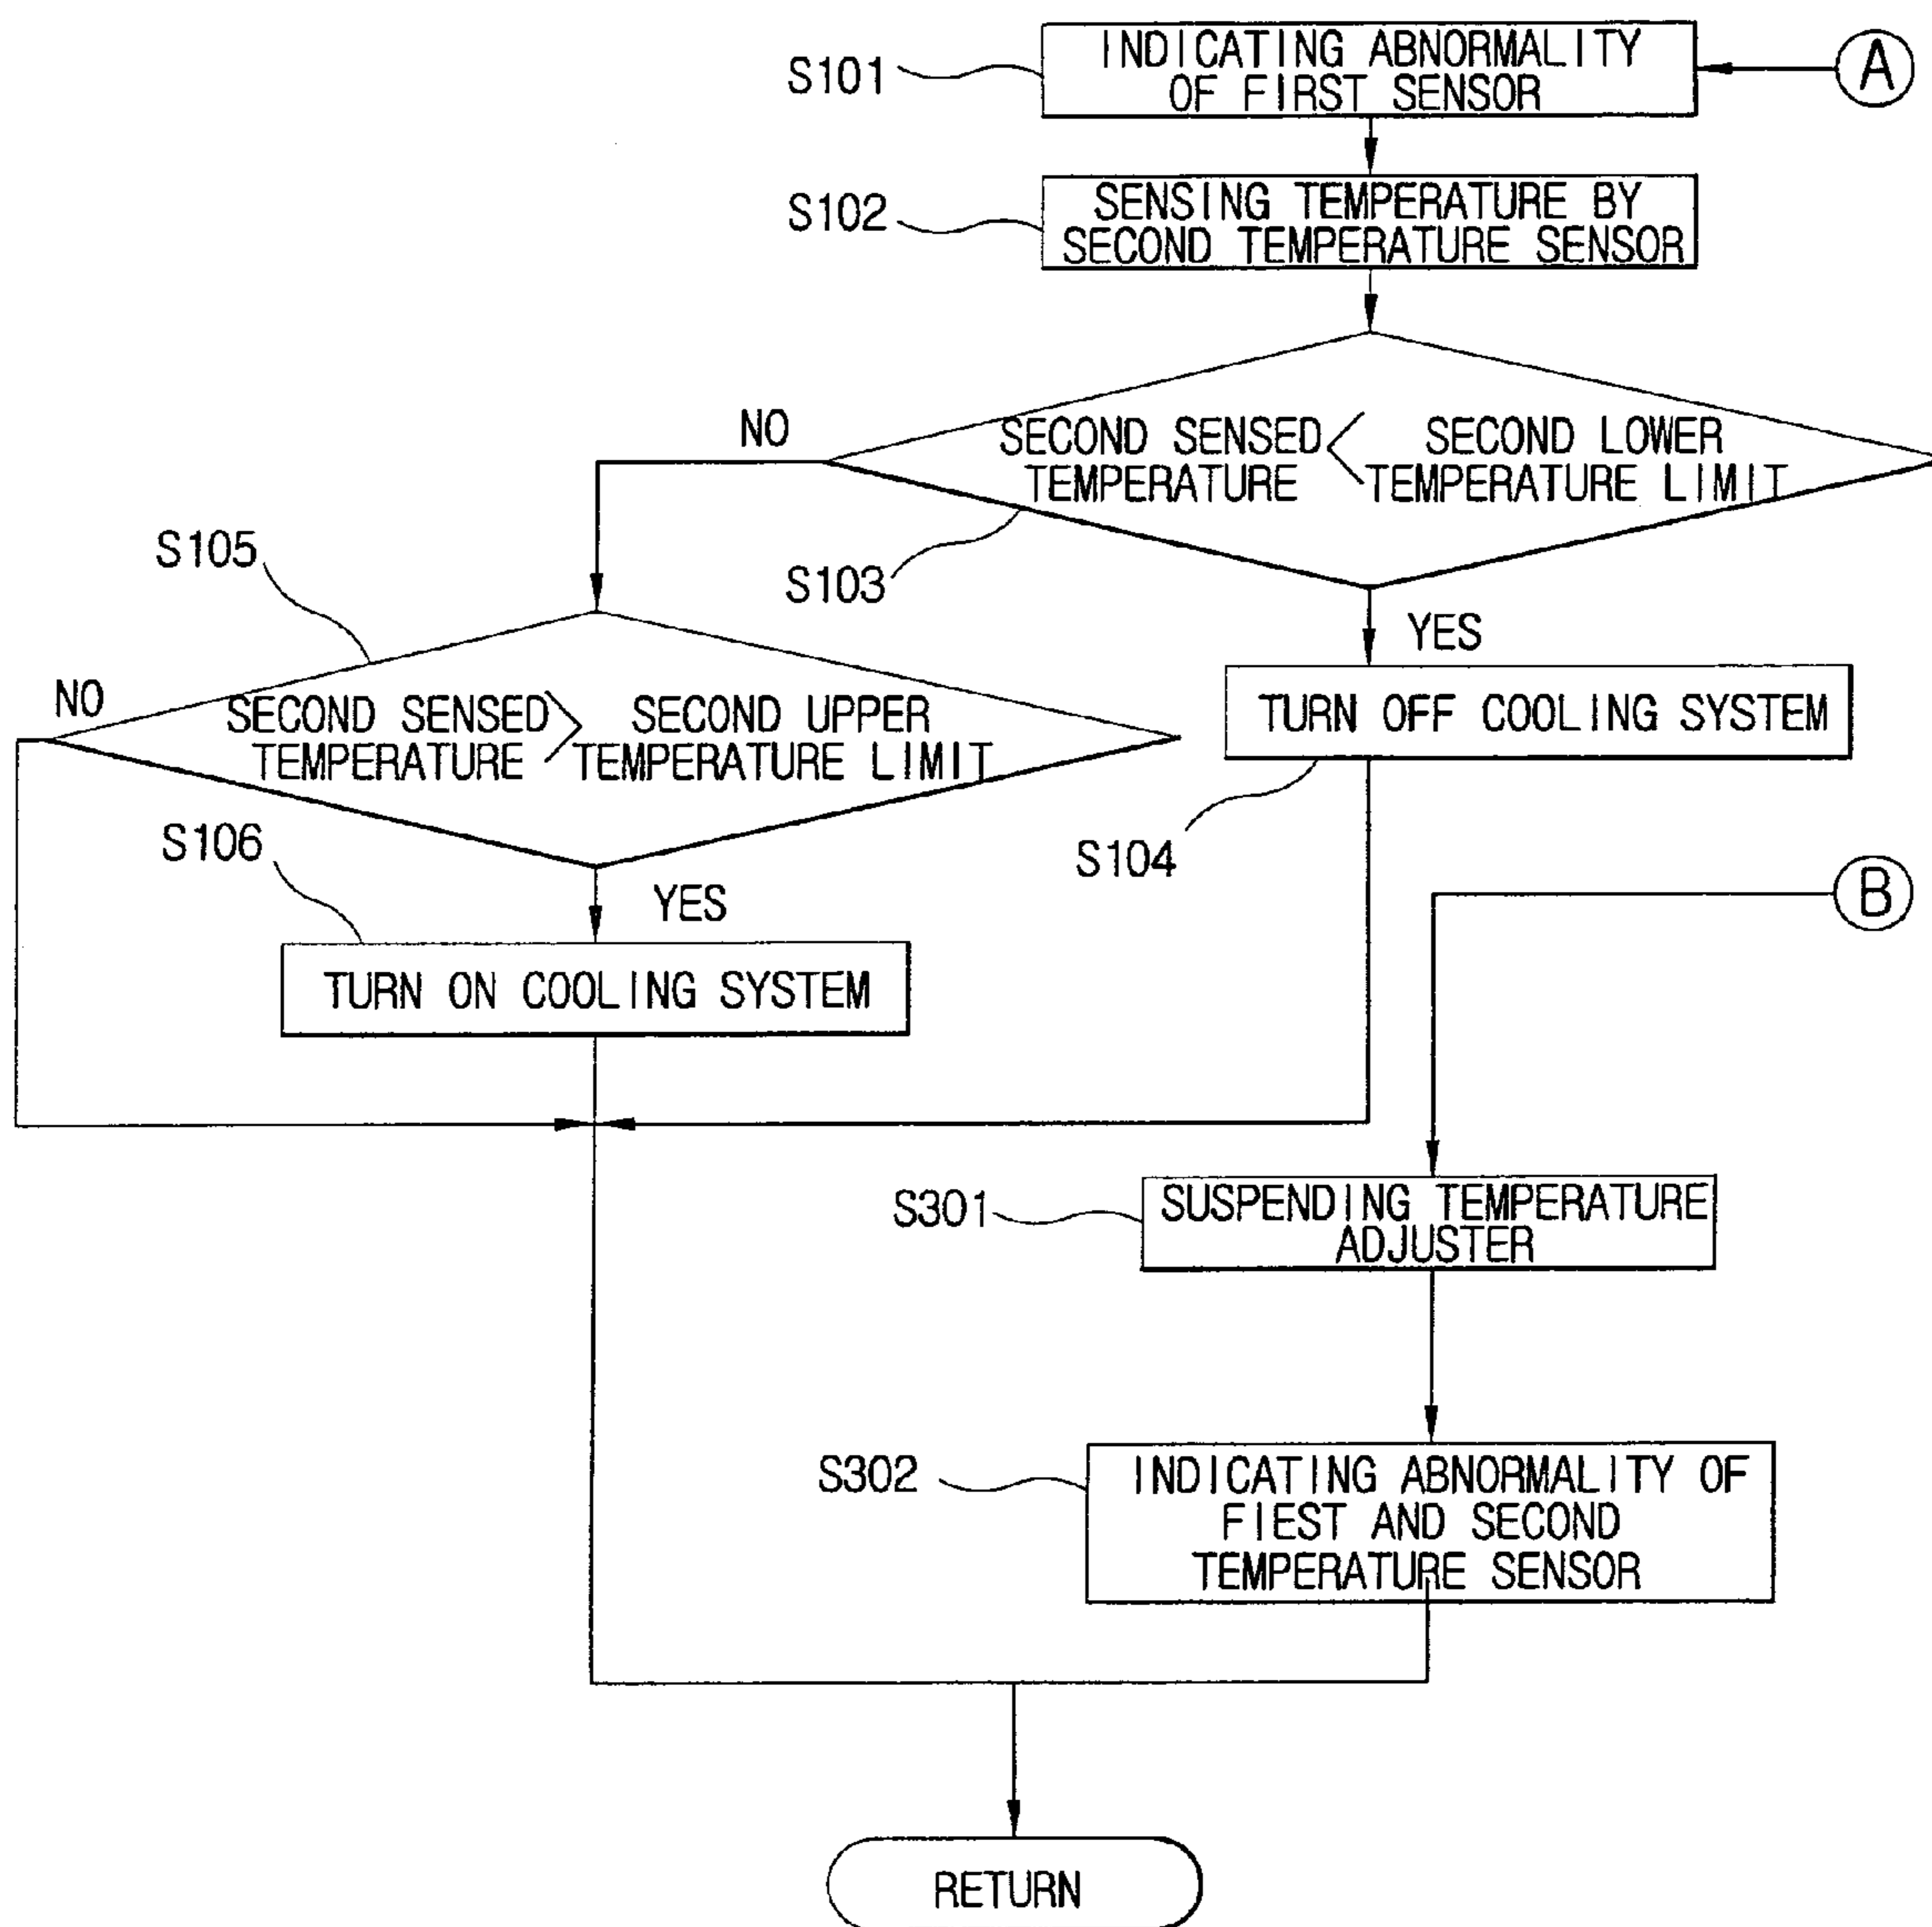 S101
INDICATING ABNORMALITY
OF FIRST SENSOR
A
S102
SENSING TEMPERATURE BY
SECOND TEMPERATURE SENSOR
NO
SECOND SENSED < SECOND LOWER
TEMPERATURE TEMPERATURE LIMIT
S103
YES
S105
NO
SECOND SENSED > SECOND UPPER
TEMPERATURE TEMPERATURE LIMIT
TURN OFF COOLING SYSTEM
S104
S106
YES
TURN ON COOLING SYSTEM
B
S301
SUSPENDING TEMPERATURE
ADJUSTER
S302
INDICATING ABNORMALITY OF
FIEST AND SECOND
TEMPERATURE SENSOR
RETURN